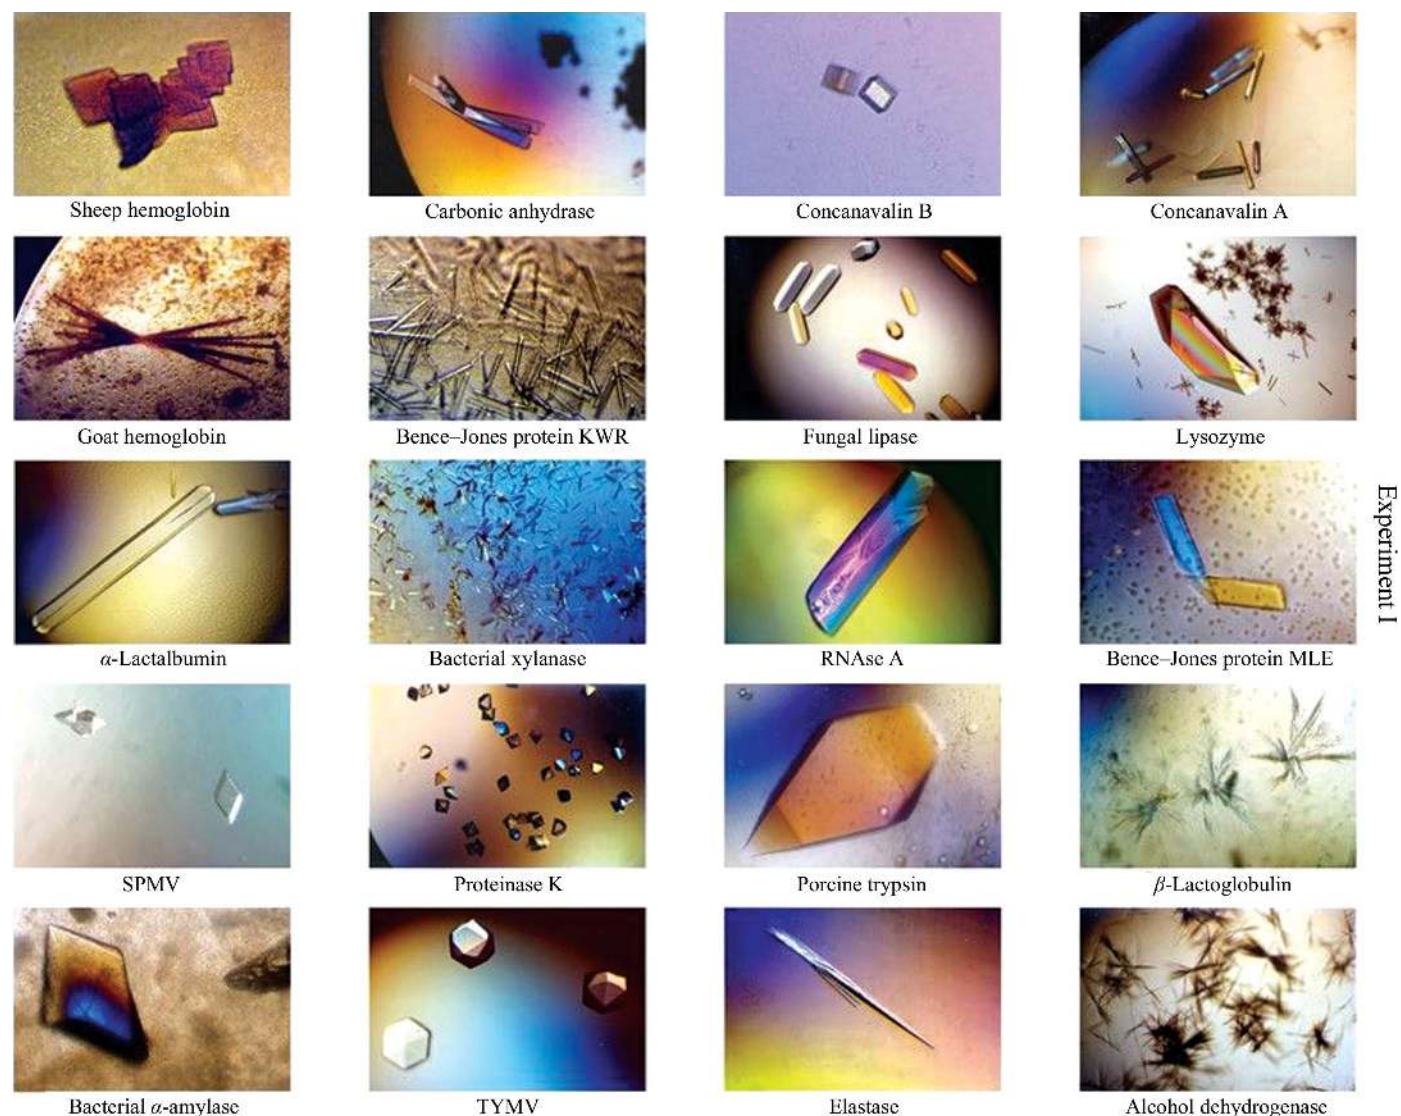 Sheep hemoglobin
Carbonic anhydrase
Concanavalin B
Concanavalin A
Goat hemoglobin
Bence–Jones protein KWR
Fungal lipase
Lysozyme
α-Lactalbumin
Bacterial xylanase
RNAse A
Bence–Jones protein MLE
SPMV
Proteinase K
Porcine trypsin
β-Lactoglobulin
Bacterial α-amylase
TYMV
Elastase
Alcohol dehydrogenase
Experiment I